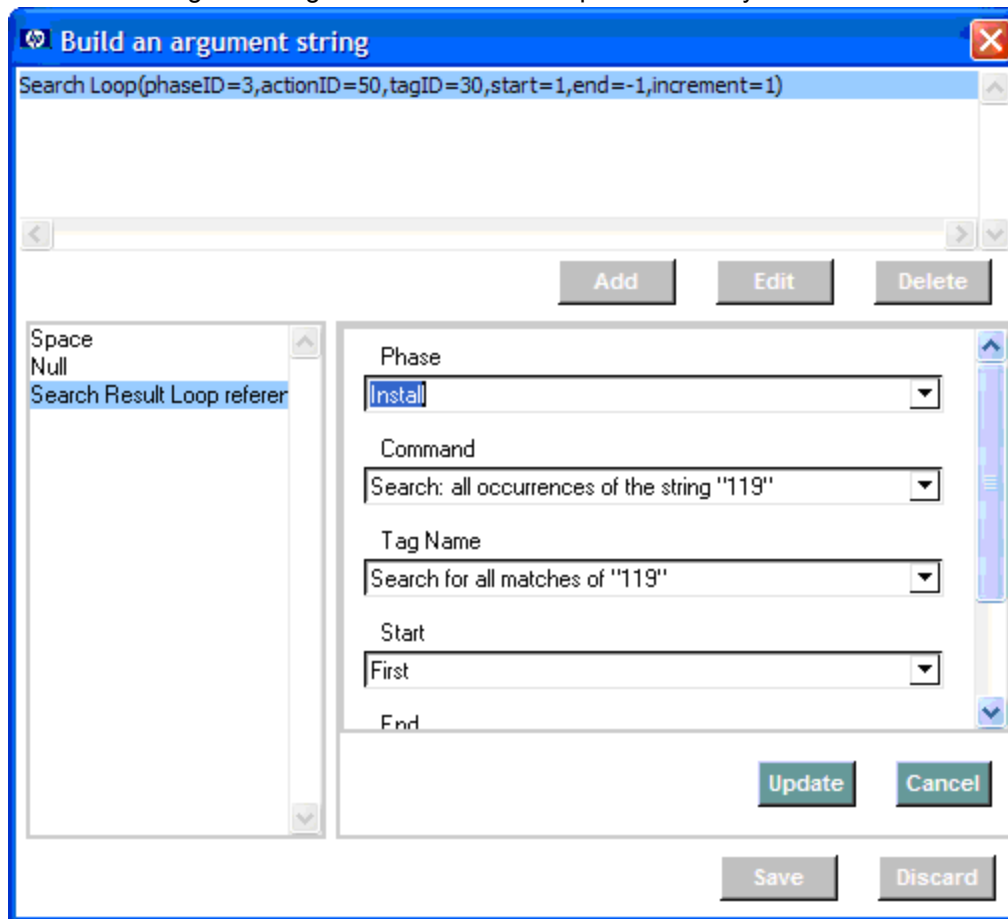 Build an argument string
Search Loop(phaseID=3,actionID=50,tagID=30,start=1,end=-1,increment=1)
Add Edit Delete
Space
Null
Search Result Loop referen
Phase
Install
Command
Search: all occurrences of the string "119"
Tag Name
Search for all matches of "119"
Start
First
End
Update Cancel
Save Discard